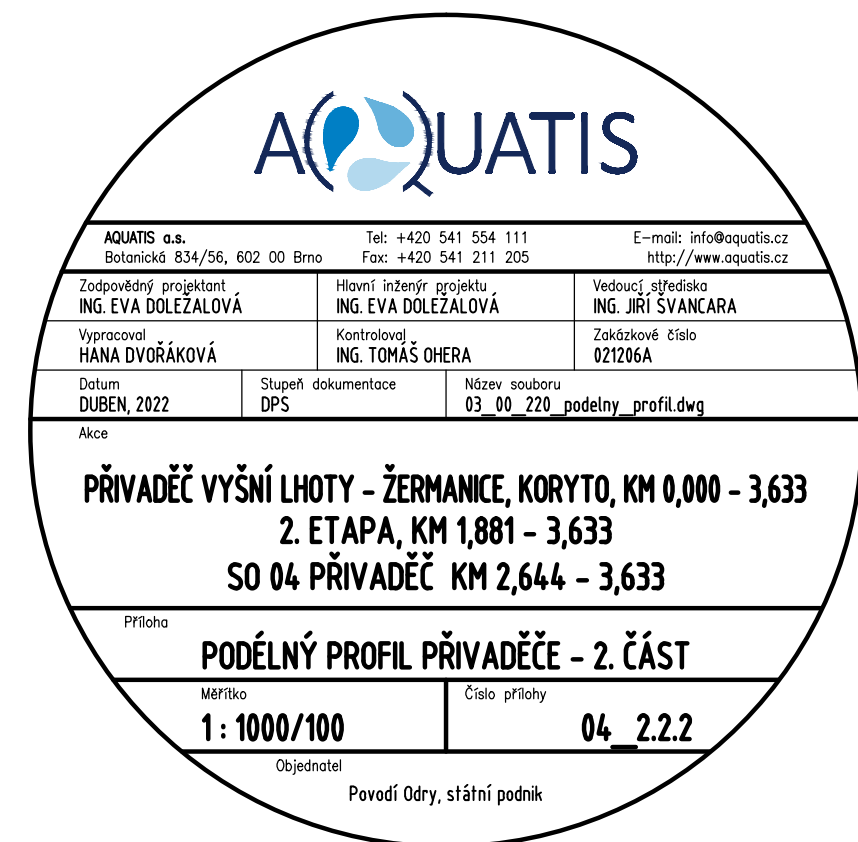 AQUATIS
AQUATIS a.s. Tel: +420 541 554 111 E-mail: info@aquatis.cz
Botanická 834/56, 602 00 Brno Fax: +420 541 211 205 http://www.aquatis.cz
Zodpovědný projektant Hlavní inženýr projektu Vedoucí střediska
ING. EVA DOLEŽALOVÁ ING. EVA DOLEŽALOVÁ ING. JIŘÍ ŠVANCARA
Vypracoval Kontroloval Zakázkové číslo
HANA DVOŘÁKOVÁ ING. TOMÁŠ OHERA 021206A
Datum Stupeň dokumentace Název souboru
DUBEN, 2022 DPS 03_00_220_podelny_profil.dwg
Akce
PŘIVADĚČ VYŠNÍ LHOTY - ŽERMANICE, KORYTO, KM 0,000 - 3,633
2. ETAPA, KM 1,881 - 3,633
SO 04 PŘIVADĚČ KM 2,644 - 3,633
Příloha
PODÉLNÝ PROFIL PŘIVADĚČE - 2. ČÁST
Měřítko Číslo přílohy
1 : 1000/100 04_2.2.2
Objednatel
Povodí Odry, státní podnik